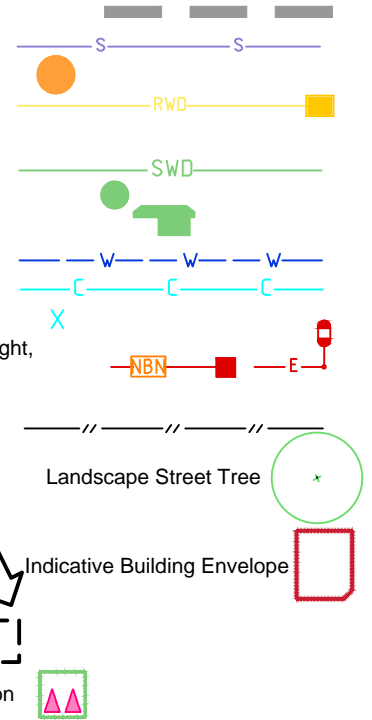 S S
RWD
SWD
W W W
C C C
X
ght,
NBN E
// // //
Landscape Street Tree
Indicative Building Envelope
on